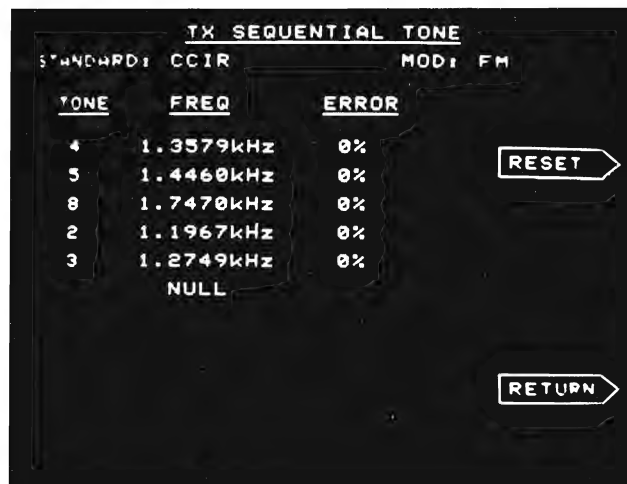 TX SEQUENTIAL TONE
STANDARD: CCIR MOD: FM
TONE FREQ ERROR
4 1.3579kHz 0%
5 1.4460kHz 0%
8 1.7470kHz 0%
2 1.1967kHz 0%
3 1.2749kHz 0%
NULL
RESET
RETURN